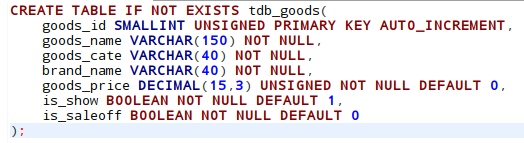 CREATE TABLE IF NOT EXISTS tdb_goods(
goods_id SMALLINT UNSIGNED PRIMARY KEY AUTO_INCREMENT,
goods_name VARCHAR(150) NOT NULL,
goods_cate VARCHAR(40) NOT NULL,
brand_name VARCHAR(40) NOT NULL,
goods_price DECIMAL(15,3) UNSIGNED NOT NULL DEFAULT 0,
is_show BOOLEAN NOT NULL DEFAULT 1,
is_saleoff BOOLEAN NOT NULL DEFAULT 0
);